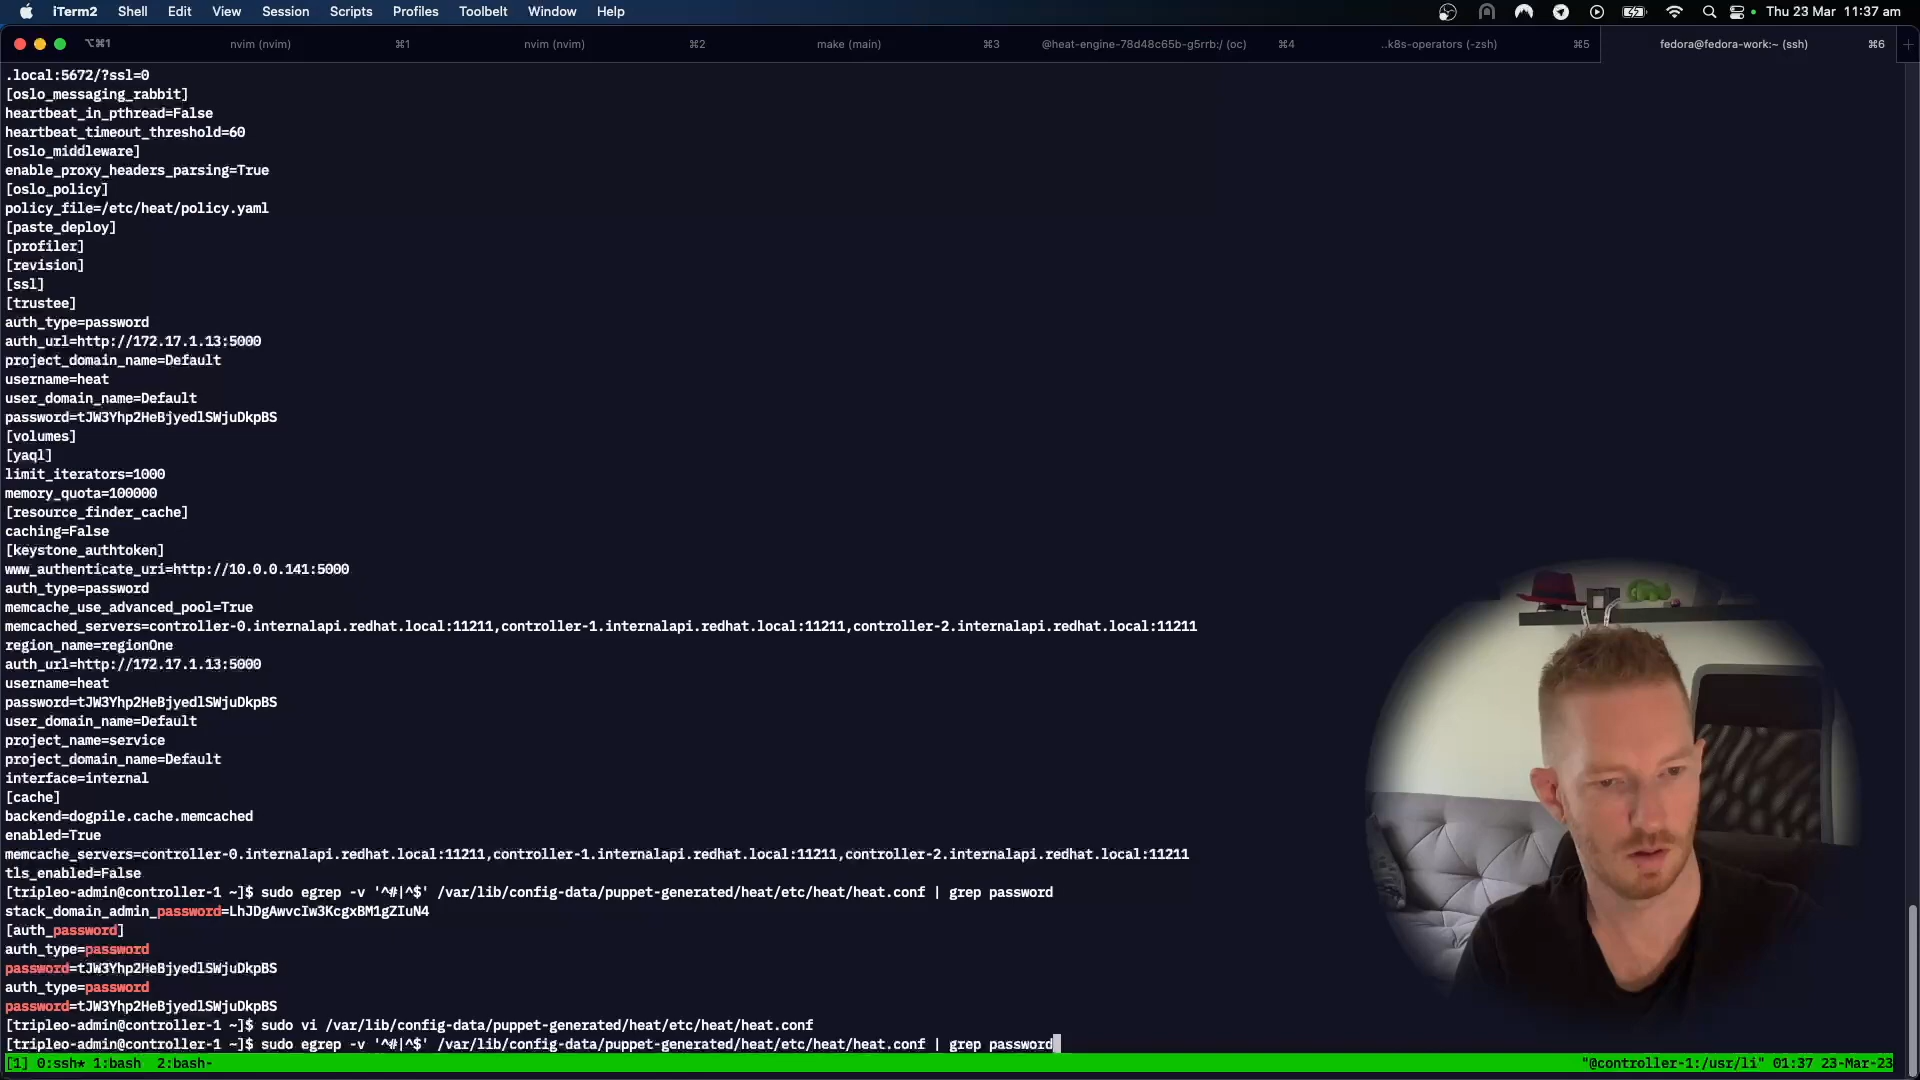 iTerm2 Shell Edit View Session Scripts Profiles Toolbelt Window Help Thu 23 Mar 11:37 am
⌥⌘1 nvim (nvim) ⌘1 nvim (nvim) ⌘2 make (main) ⌘3 @heat-engine-78d48c65b-g5rrb:/ (oc) ⌘4 ..k8s-operators (-zsh) ⌘5 fedora@fedora-work:~ (ssh) ⌘6
.local:5672/?ssl=0
[oslo_messaging_rabbit]
heartbeat_in_pthread=False
heartbeat_timeout_threshold=60
[oslo_middleware]
enable_proxy_headers_parsing=True
[oslo_policy]
policy_file=/etc/heat/policy.yaml
[paste_deploy]
[profiler]
[revision]
[ssl]
[trustee]
auth_type=password
auth_url=http://172.17.1.13:5000
project_domain_name=Default
username=heat
user_domain_name=Default
password=tJW3Yhp2HeBjyedlSWjuDkpBS
[volumes]
[yaql]
limit_iterators=1000
memory_quota=100000
[resource_finder_cache]
caching=False
[keystone_authtoken]
www_authenticate_uri=http://10.0.0.141:5000
auth_type=password
memcache_use_advanced_pool=True
memcached_servers=controller-0.internalapi.redhat.local:11211,controller-1.internalapi.redhat.local:11211,controller-2.internalapi.redhat.local:11211
region_name=regionOne
auth_url=http://172.17.1.13:5000
username=heat
password=tJW3Yhp2HeBjyedlSWjuDkpBS
user_domain_name=Default
project_name=service
project_domain_name=Default
interface=internal
[cache]
backend=dogpile.cache.memcached
enabled=True
memcache_servers=controller-0.internalapi.redhat.local:11211,controller-1.internalapi.redhat.local:11211,controller-2.internalapi.redhat.local:11211
tls_enabled=False
[tripleo-admin@controller-1 ~]$ sudo egrep -v '^#|^$' /var/lib/config-data/puppet-generated/heat/etc/heat/heat.conf | grep password
stack_domain_admin_password=LhJDgAwvcIw3KcgxBM1gZIuN4
[auth_password]
auth_type=password
password=tJW3Yhp2HeBjyedlSWjuDkpBS
auth_type=password
password=tJW3Yhp2HeBjyedlSWjuDkpBS
[tripleo-admin@controller-1 ~]$ sudo vi /var/lib/config-data/puppet-generated/heat/etc/heat/heat.conf
[tripleo-admin@controller-1 ~]$ sudo egrep -v '^#|^$' /var/lib/config-data/puppet-generated/heat/etc/heat/heat.conf | grep password
[1] 0:ssh* 1:bash 2:bash- "@controller-1:/usr/li" 01:37 23-Mar-23